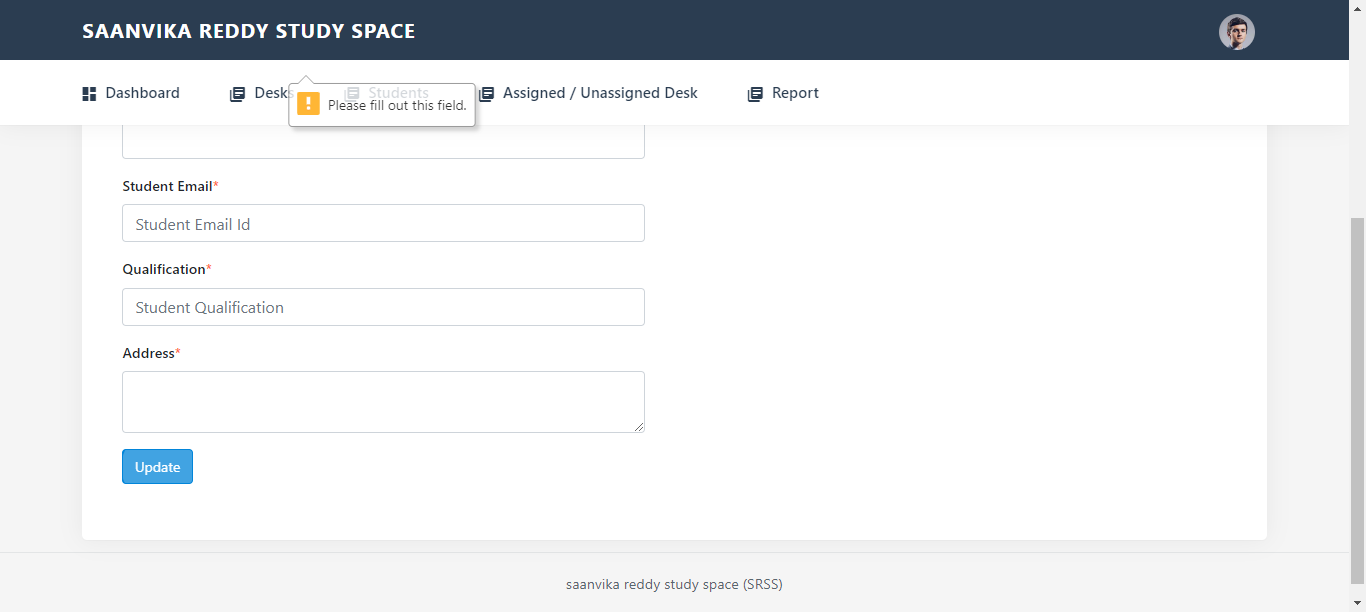 SAANVIKA REDDY STUDY SPACE
Dashboard Desks Students Assigned / Unassigned Desk Report
Please fill out this field.
Student Email*
Student Email Id
Qualification*
Student Qualification
Address*
Update
saanvika reddy study space (SRSS)